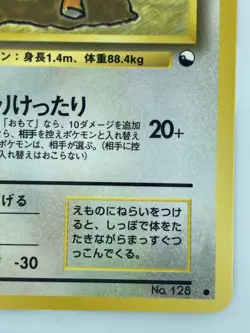 ン：身長1.4m、体重88.4kg
りけったり
「おもて」なら、10ダメージを追加
なら、相手を控えポケモンと入れ替え
ポケモンは、相手が選ぶ。(相手に控
入れ替えはおこらない)
20+
げる
-30
えものにねらいをつけ
ると、しっぽで体をた
たきながらまっすぐつ
っこんでくる。
No. 128 ●